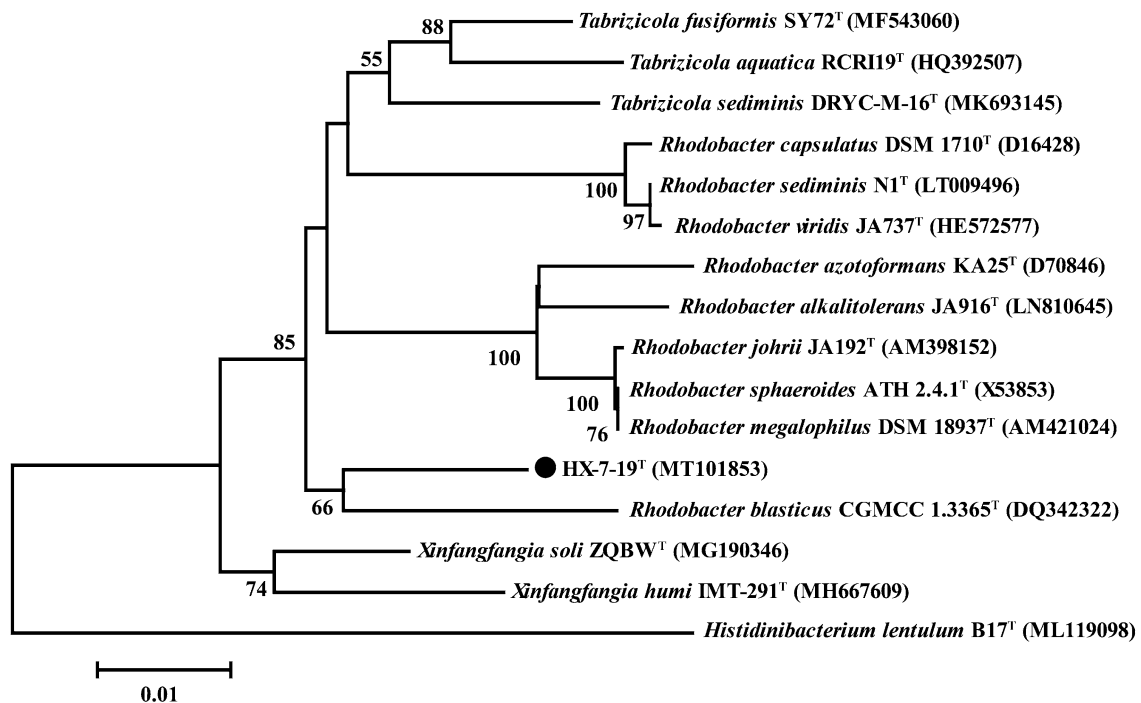 Tabrizicola fusiformis SY72ᵀ (MF543060)
88
55
Tabrizicola aquatica RCRI19ᵀ (HQ392507)
Tabrizicola sediminis DRYC-M-16ᵀ (MK693145)
Rhodobacter capsulatus DSM 1710ᵀ (D16428)
100
Rhodobacter sediminis N1ᵀ (LT009496)
97
Rhodobacter viridis JA737ᵀ (HE572577)
Rhodobacter azotoformans KA25ᵀ (D70846)
Rhodobacter alkalitolerans JA916ᵀ (LN810645)
85
100
Rhodobacter johrii JA192ᵀ (AM398152)
Rhodobacter sphaeroides ATH 2.4.1ᵀ (X53853)
100
76
Rhodobacter megalophilus DSM 18937ᵀ (AM421024)
HX-7-19ᵀ (MT101853)
66
Rhodobacter blasticus CGMCC 1.3365ᵀ (DQ342322)
Xinfangfangia soli ZQBWᵀ (MG190346)
74
Xinfangfangia humi IMT-291ᵀ (MH667609)
Histidinibacterium lentulum B17ᵀ (ML119098)
0.01